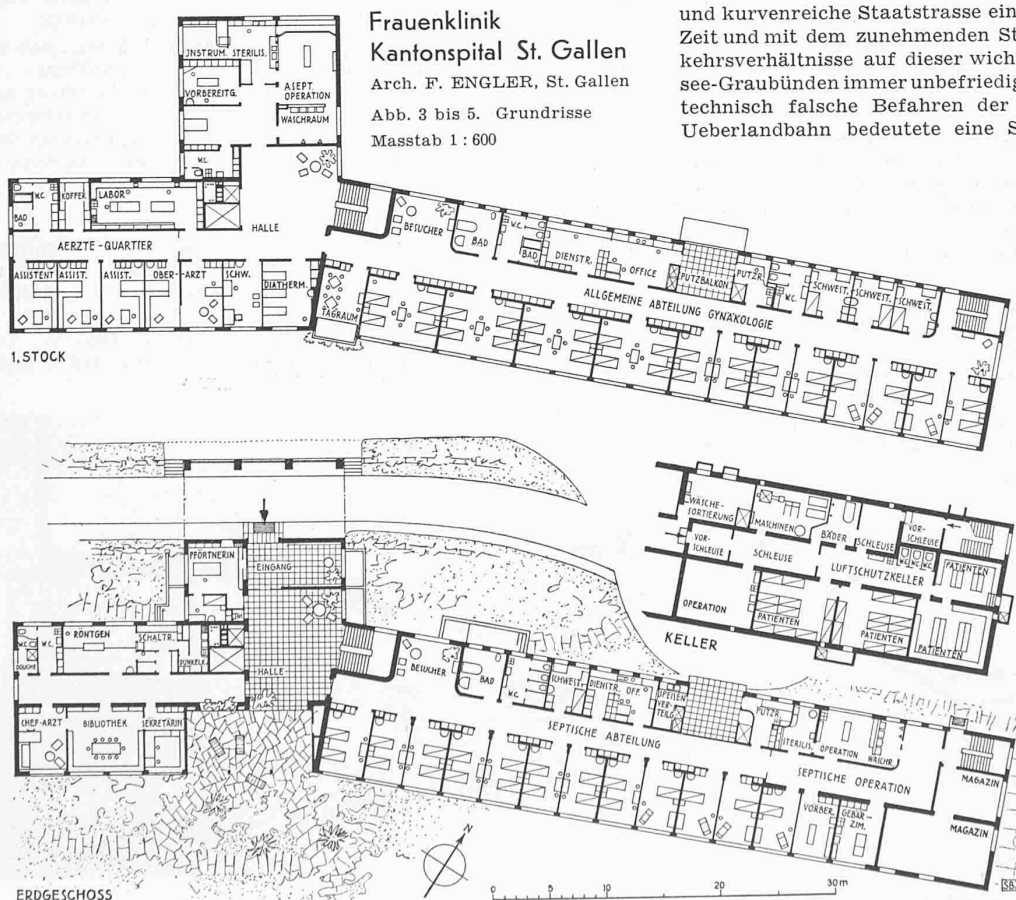 Frauenklinik
Kantonspital St. Gallen
Arch. F. ENGLER, St. Gallen
Abb. 3 bis 5. Grundrisse
Masstab 1 : 600
und kurvenreiche Staatstrasse ein
Zeit und mit dem zunehmenden St
kehrsverhältnisse auf dieser wich
see-Graubünden immer unbefriedig
technisch falsche Befahren der
Ueberlandbahn bedeutete eine S
INSTRUM. STERILIS.
VORBEREITG.
ASEPT. OPERATION
WASCHRAUM
W.C.
BAD
W.C.
KOFFER
LABOR
HALLE
AERZTE-QUARTIER
ASSISTENT
ASSIST.
ASSIST.
OBER-ARZT
SCHW.
DIATHERM.
TAGRAUM
BESUCHER
BAD
W.C.
BAD
DIENSTR.
OFFICE
PUTZBALKON
PUTZR.
W.C.
SCHWEST.
SCHWEST.
SCHWEST.
ALLGEMEINE ABTEILUNG GYNÄKOLOGIE
1. STOCK
PFÖRTNERIN
EINGANG
HALLE
W.C.
W.C.
DOUCHE
RÖNTGEN
SCHALTR.
DUNKELK.
CHEF-ARZT
BIBLIOTHEK
SEKRETÄRIN
BESUCHER
BAD
W.C.
SCHWEST.
DIENSTR.
OFF.
SPEISEN
VER-
TEILG.
SEPTISCHE ABTEILUNG
PUTZR.
STERILIS.
OPERATION
NÄSCHR.
SEPTISCHE OPERATION
VORBER.
GEBÄR-
ZIM.
MAGAZIN
MAGAZIN
ERDGESCHOSS
WÄSCHE-
SORTIERUNG
MASCHINEN
BÄDER
SCHLEUSE
VOR-
SCHLEUSE
VOR-
SCHLEUSE
SCHLEUSE
W.C. W.C. W.C.
LUFTSCHUTZKELLER
PATIENTEN
OPERATION
PATIENTEN
PATIENTEN
PATIENTEN
KELLER
N
0 5 10 20 30 m
SB